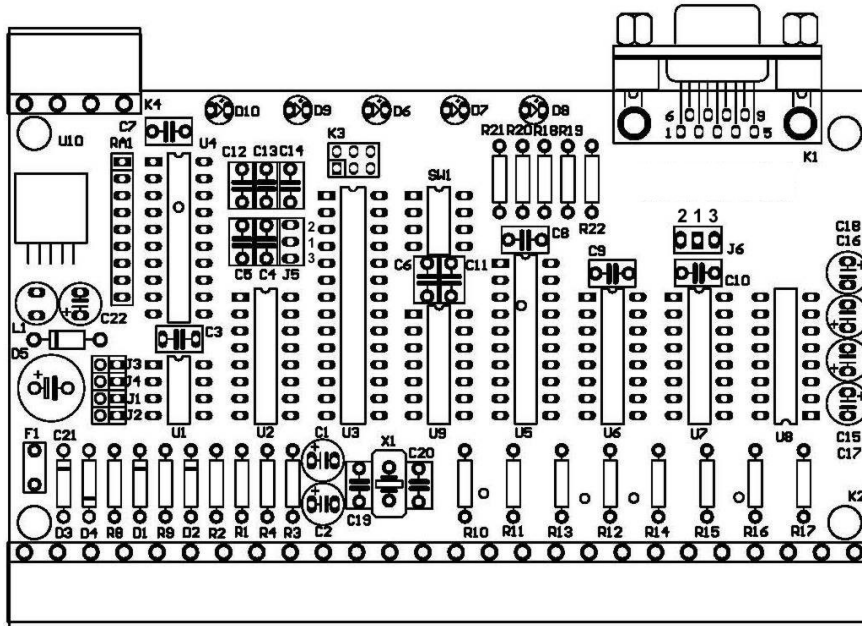 K4
D10 D9 D6 D7 D8
6 9
1 5
K1
C7
U10
RA1
U4
C12 C13 C14
K3
R21 R20 R18 R19
SW1
R22
2
1
3
C5 C4 J5
C6
C11
C8
C9
2 1 3
J6
C10
C18
C16
L1
C22
C3
D5
J3
J4
J1
J2
U1 U2 U3 U9 U5 U6 U7 U8
C15
C17
F1
C21
C1
X1
C20
C19
C2
K2
D3 D4 R8 D1 R9 D2 R2 R1 R4 R3
R10 R11 R13 R12 R14 R15 R16 R17